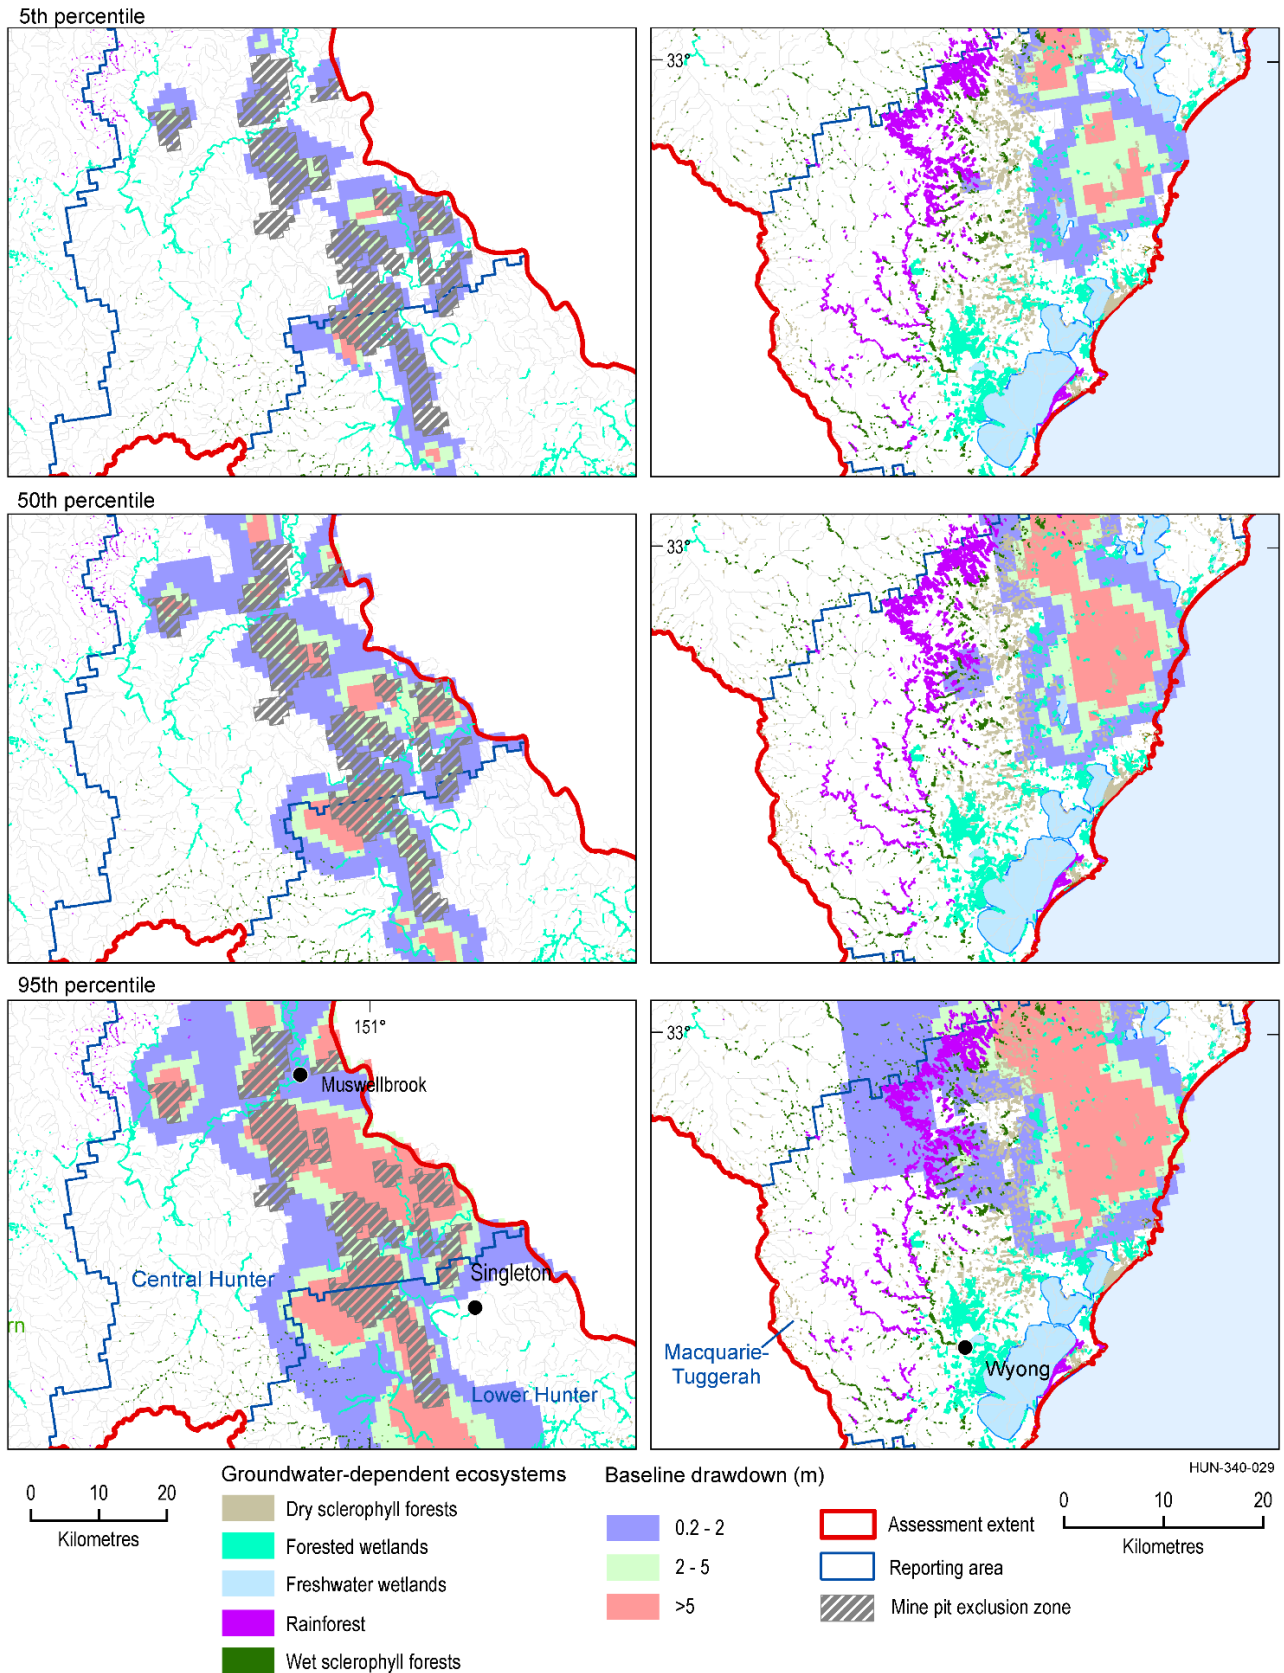 5th percentile
33°
50th percentile
33°
95th percentile
151°
Muswellbrook
Central Hunter
Singleton
rn
Lower Hunter
33°
Macquarie-
Tuggerah
Wyong
HUN-340-029
0 10 20
Kilometres
Groundwater-dependent ecosystems
Dry sclerophyll forests
Forested wetlands
Freshwater wetlands
Rainforest
Wet sclerophyll forests
Baseline drawdown (m)
0.2 - 2
2 - 5
>5
Assessment extent
Reporting area
Mine pit exclusion zone
0 10 20
Kilometres